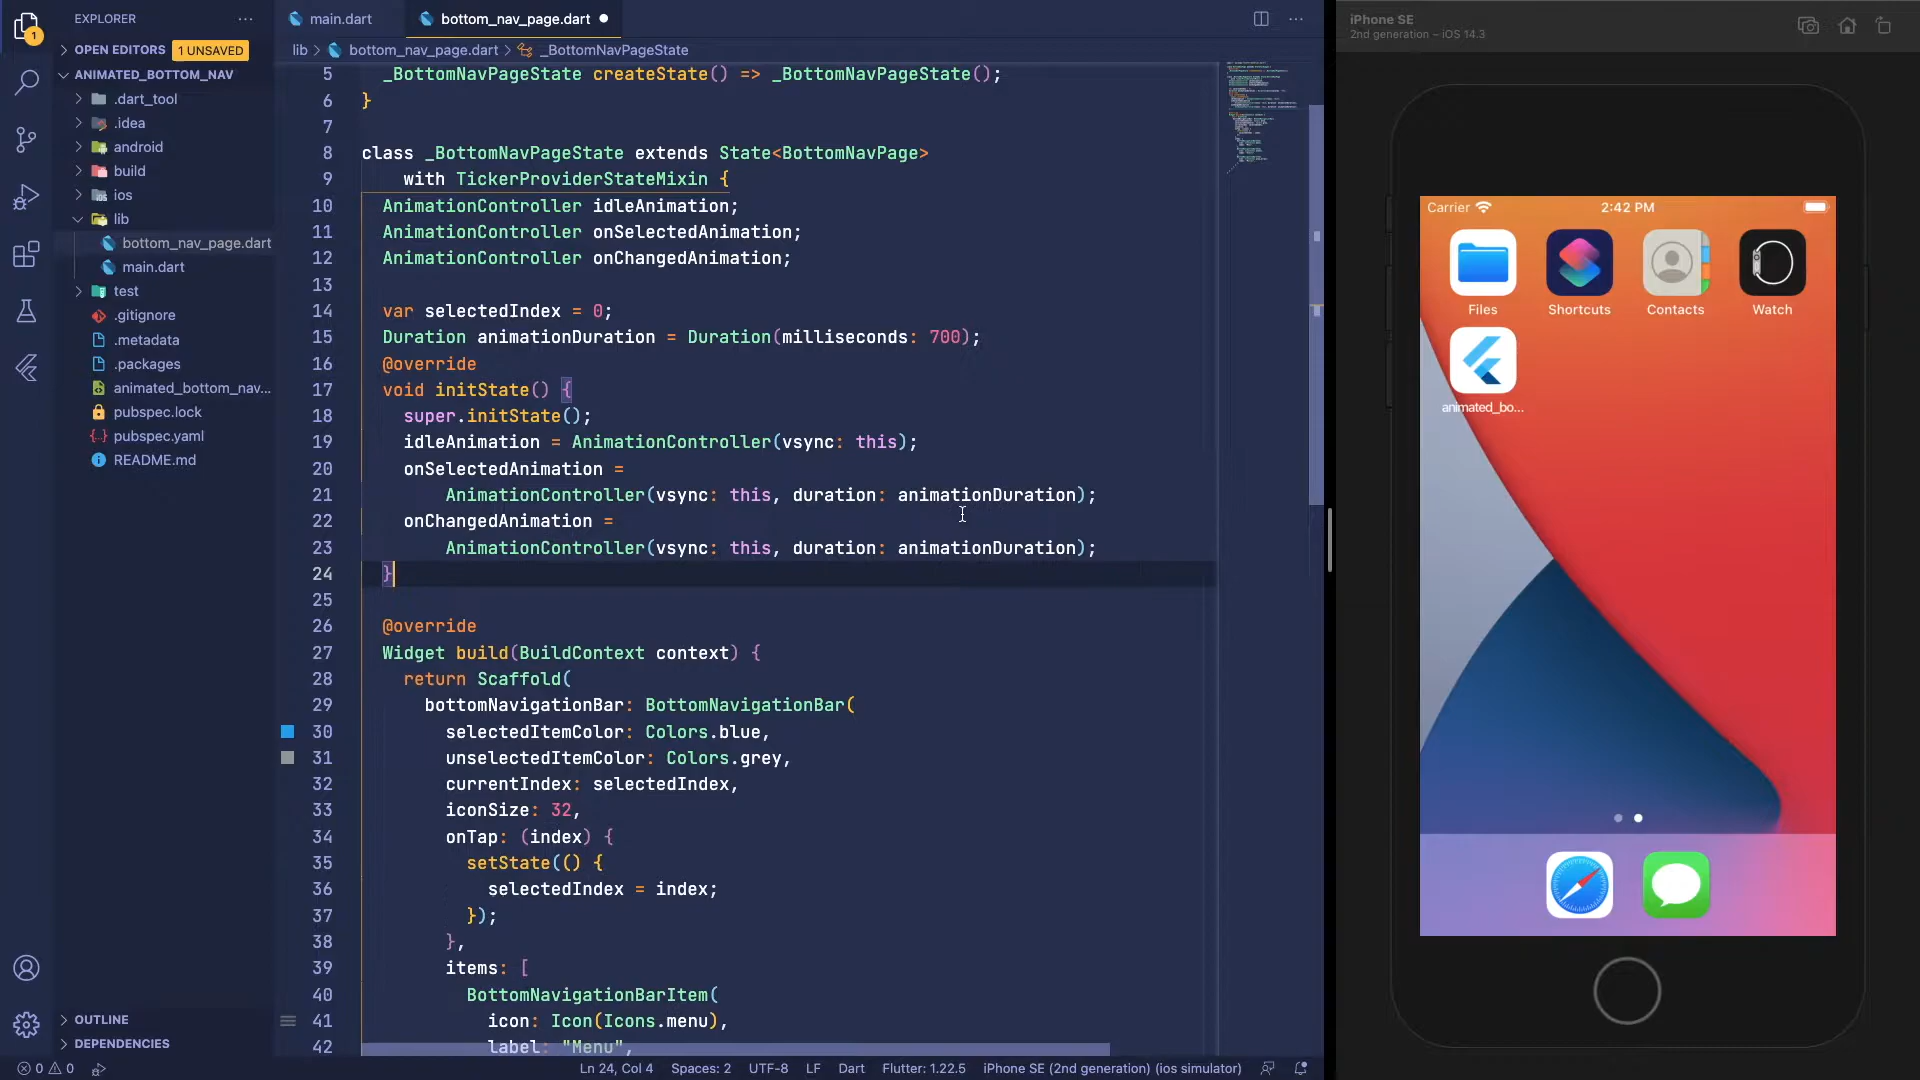 EXPLORER
OPEN EDITORS 1 UNSAVED
ANIMATED_BOTTOM_NAV
.dart_tool
.idea
android
build
ios
lib
bottom_nav_page.dart
main.dart
test
.gitignore
.metadata
.packages
animated_bottom_nav...
pubspec.lock
pubspec.yaml
README.md
OUTLINE
DEPENDENCIES
1
main.dart
bottom_nav_page.dart
lib > bottom_nav_page.dart > _BottomNavPageState
5 _BottomNavPageState createState() => _BottomNavPageState();
6 }
7
8 class _BottomNavPageState extends State<BottomNavPage>
9 with TickerProviderStateMixin {
10 AnimationController idleAnimation;
11 AnimationController onSelectedAnimation;
12 AnimationController onChangedAnimation;
13
14 var selectedIndex = 0;
15 Duration animationDuration = Duration(milliseconds: 700);
16 @override
17 void initState() {
18 super.initState();
19 idleAnimation = AnimationController(vsync: this);
20 onSelectedAnimation =
21 AnimationController(vsync: this, duration: animationDuration);
22 onChangedAnimation =
23 AnimationController(vsync: this, duration: animationDuration);
24 }
25
26 @override
27 Widget build(BuildContext context) {
28 return Scaffold(
29 bottomNavigationBar: BottomNavigationBar(
30 selectedItemColor: Colors.blue,
31 unselectedItemColor: Colors.grey,
32 currentIndex: selectedIndex,
33 iconSize: 32,
34 onTap: (index) {
35 setState(() {
36 selectedIndex = index;
37 });
38 },
39 items: [
40 BottomNavigationBarItem(
41 icon: Icon(Icons.menu),
42 label: "Menu",
0 0
Ln 24, Col 4 Spaces: 2 UTF-8 LF Dart Flutter: 1.22.5 iPhone SE (2nd generation) (ios simulator)
iPhone SE
2nd generation – iOS 14.3
Carrier 2:42 PM
Files Shortcuts Contacts Watch
animated_bo...